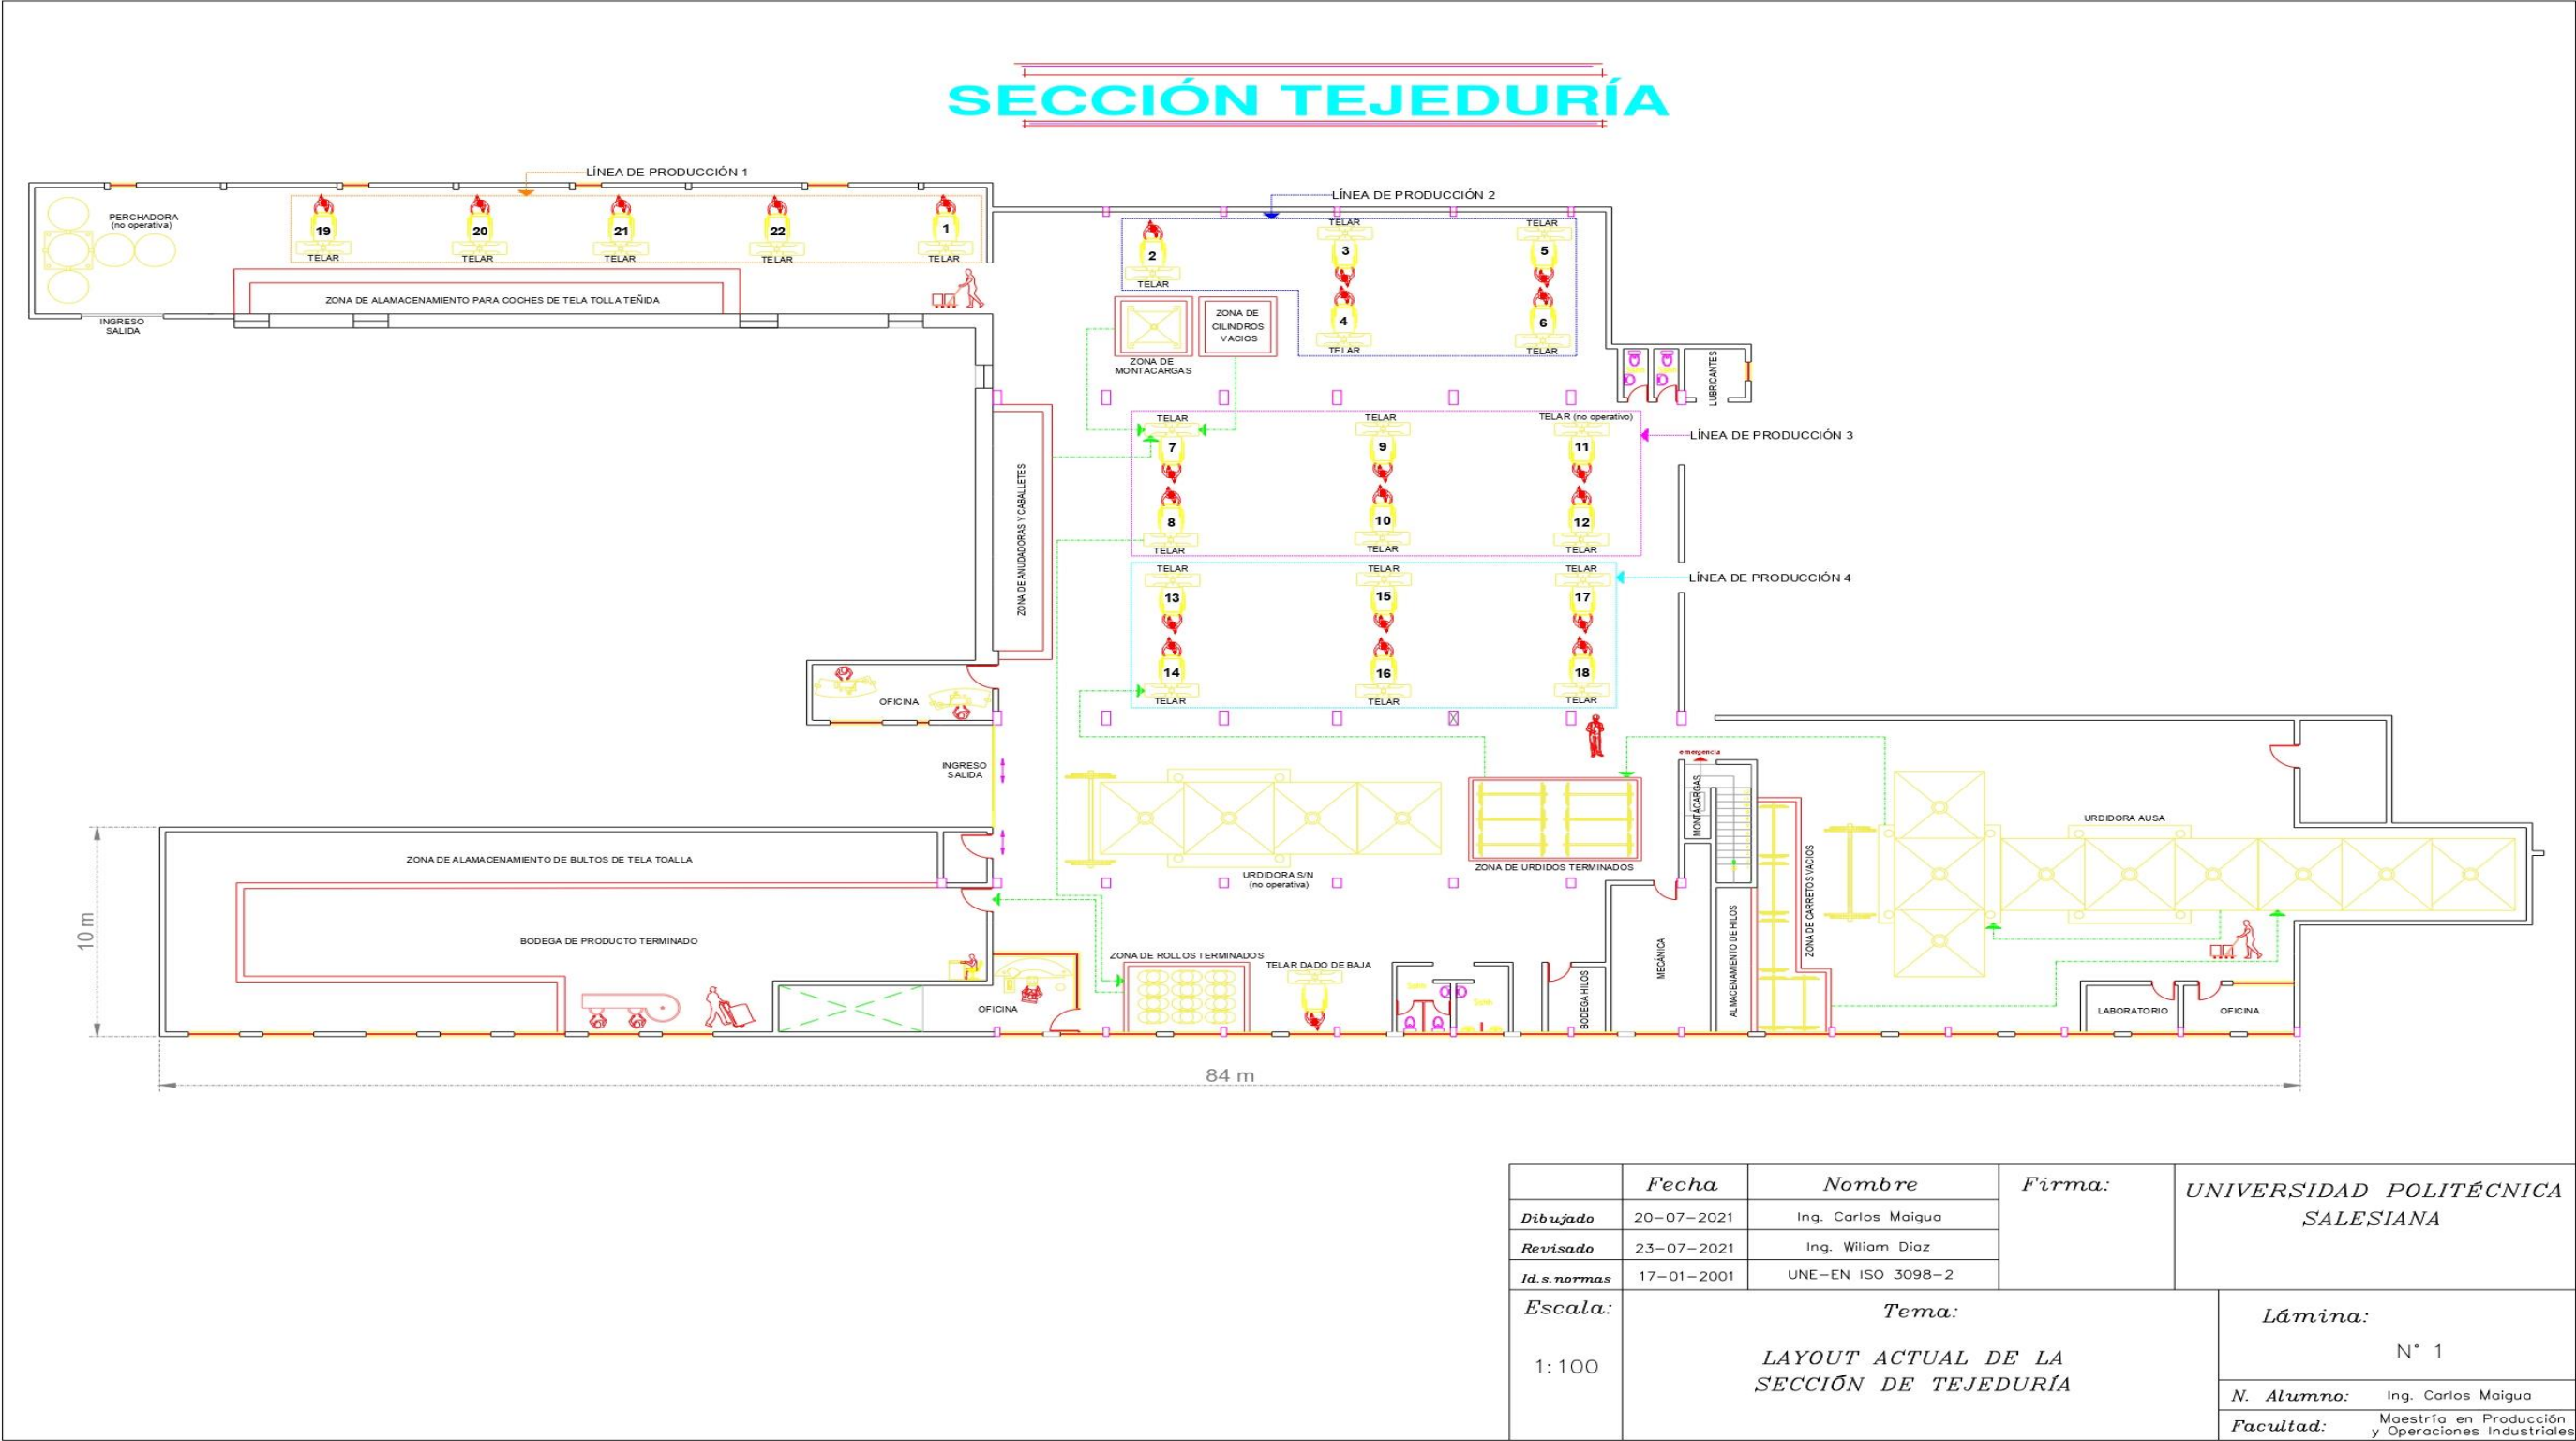 SECCIÓN TEJEDURÍA
LÍNEA DE PRODUCCIÓN 1
PERCHADORA
(no operativa)
19
20
21
22
1
TELAR
TELAR
TELAR
TELAR
TELAR
ZONA DE ALAMACENAMIENTO PARA COCHES DE TELA TOLLA TEÑIDA
INGRESO
SALIDA
LÍNEA DE PRODUCCIÓN 2
TELAR
TELAR
2
3
5
TELAR
4
6
TELAR
TELAR
ZONA DE
MONTACARGAS
ZONA DE
CILINDROS
VACIOS
LUBRICANTES
LÍNEA DE PRODUCCIÓN 3
TELAR
TELAR
TELAR (no operativo)
7
9
11
8
10
12
TELAR
TELAR
TELAR
ZONA DE ANUDADORAS Y CABALLETES
LÍNEA DE PRODUCCIÓN 4
TELAR
TELAR
TELAR
13
15
17
14
16
18
TELAR
TELAR
TELAR
OFICINA
INGRESO
SALIDA
emergencia
MONTACARGAS
URDIDORA S/N
(no operativa)
ZONA DE URDIDOS TERMINADOS
URDIDORA AUSA
ZONA DE CARRETOS VACIOS
ZONA DE ALAMACENAMIENTO DE BULTOS DE TELA TOALLA
BODEGA DE PRODUCTO TERMINADO
10 m
OFICINA
ZONA DE ROLLOS TERMINADOS
TELAR DADO DE BAJA
BODEGA HILOS
MECÁNICA
ALMACENAMIENTO DE HILOS
LABORATORIO
OFICINA
84 m
Fecha
Nombre
Firma:
UNIVERSIDAD POLITÉCNICA
SALESIANA
Dibujado
20-07-2021
Ing. Carlos Maigua
Revisado
23-07-2021
Ing. Wiliam Díaz
Id.s.normas
17-01-2001
UNE-EN ISO 3098-2
Escala:
1:100
Tema:
LAYOUT ACTUAL DE LA
SECCIÓN DE TEJEDURÍA
Lámina:
N° 1
N. Alumno:
Ing. Carlos Maigua
Facultad:
Maestría en Producción
y Operaciones Industriales